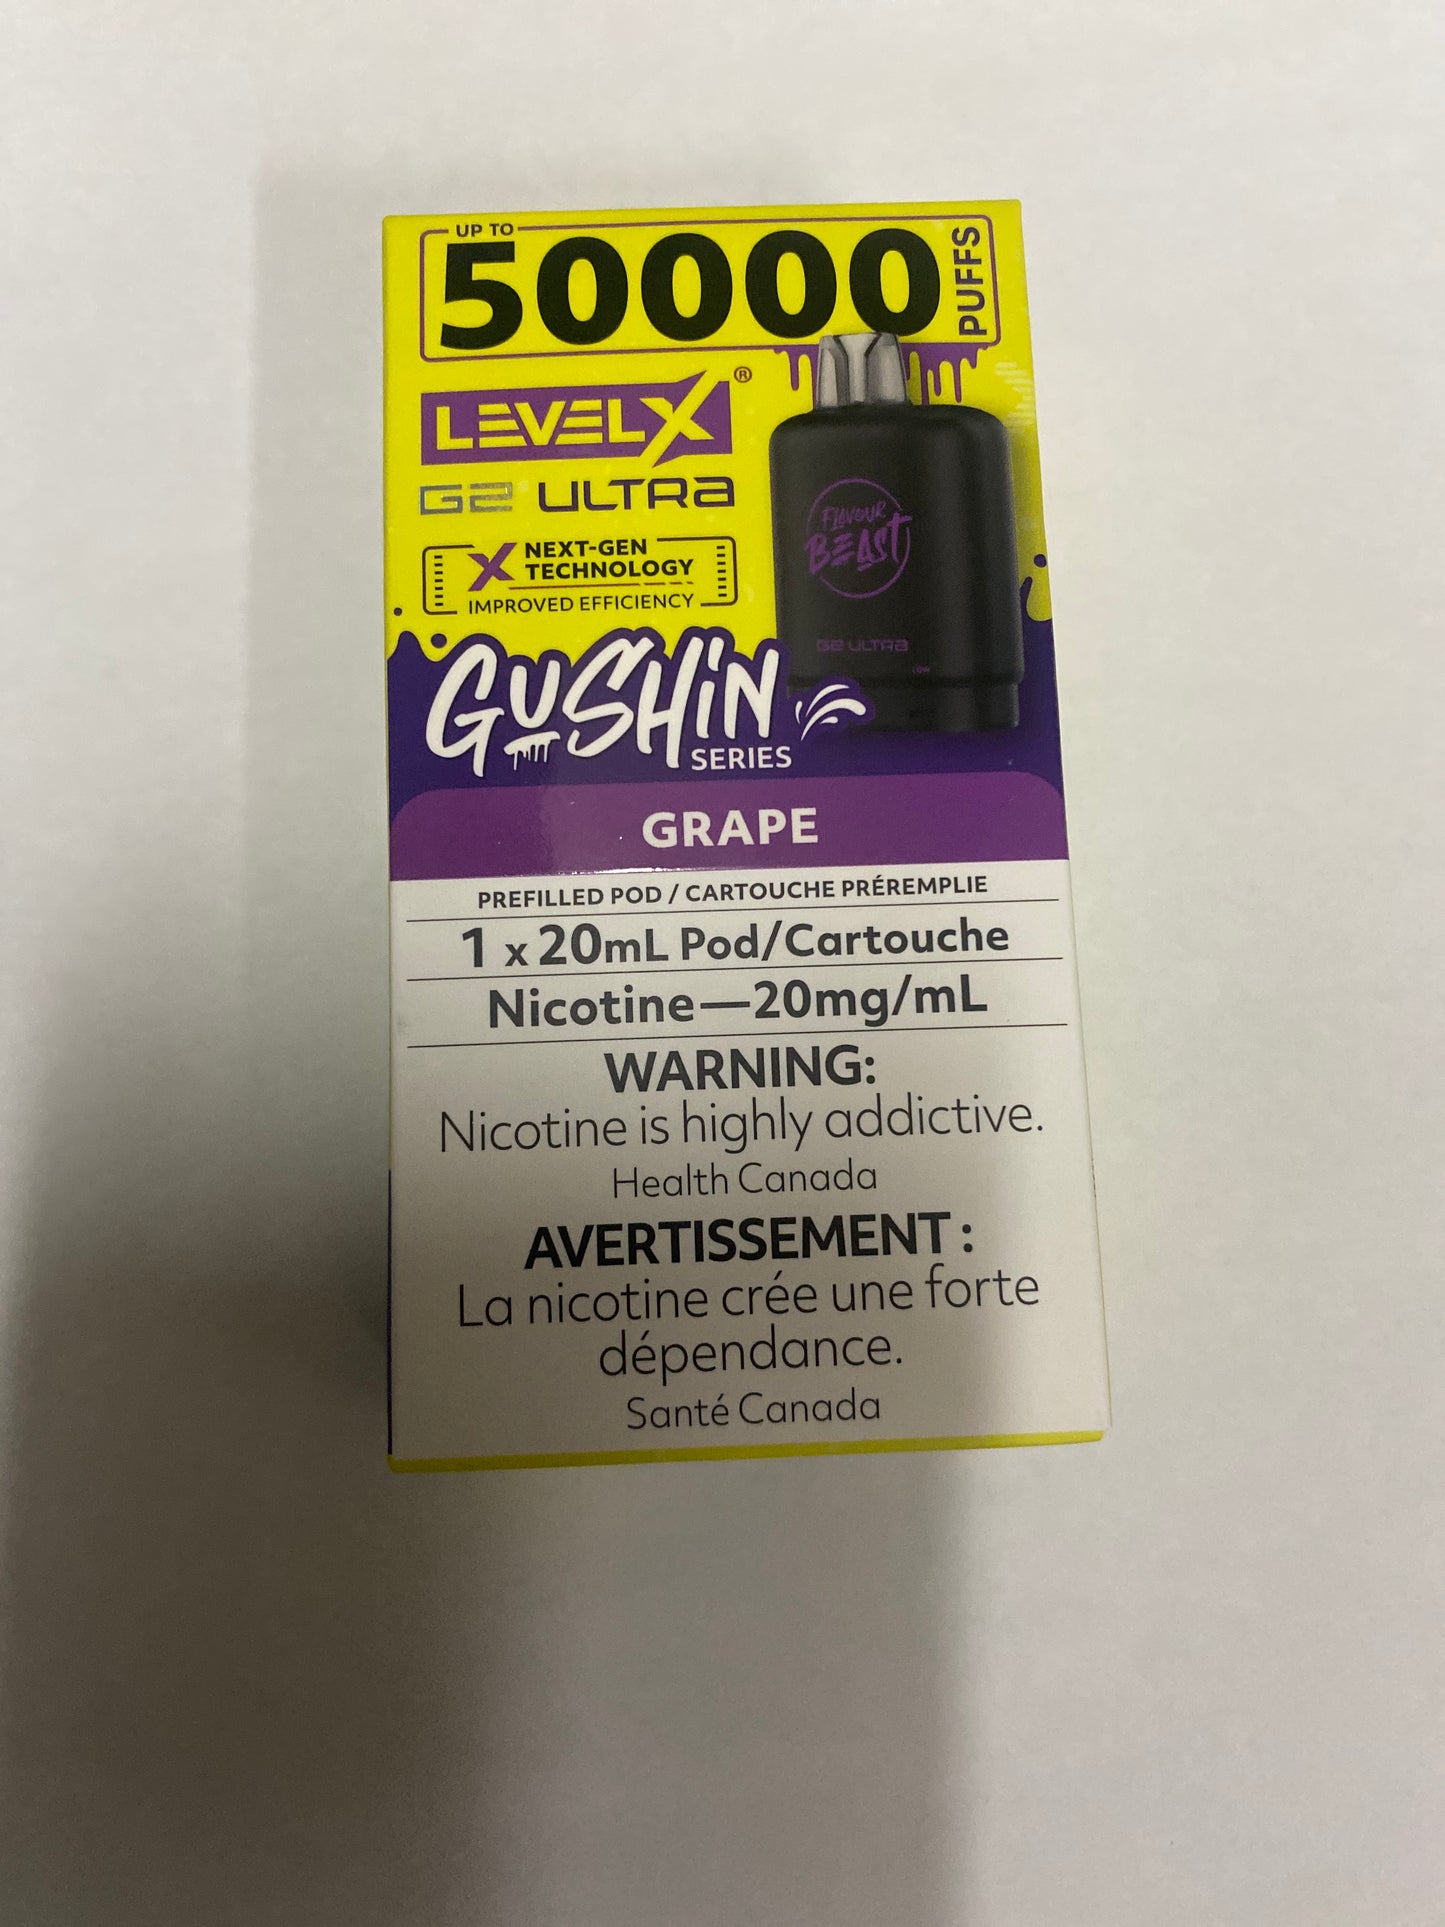 UP TO
50000 PUFFS
LEVELX®
G2 ULTRA
X NEXT-GEN
TECHNOLOGY
IMPROVED EFFICIENCY
FLAVOUR
BEAST
G2 ULTRA
LOW
GUSHiN
SERIES
GRAPE
PREFILLED POD / CARTOUCHE PRÉREMPLIE
1 x 20mL Pod/Cartouche
Nicotine—20mg/mL
WARNING:
Nicotine is highly addictive.
Health Canada
AVERTISSEMENT :
La nicotine crée une forte
dépendance.
Santé Canada